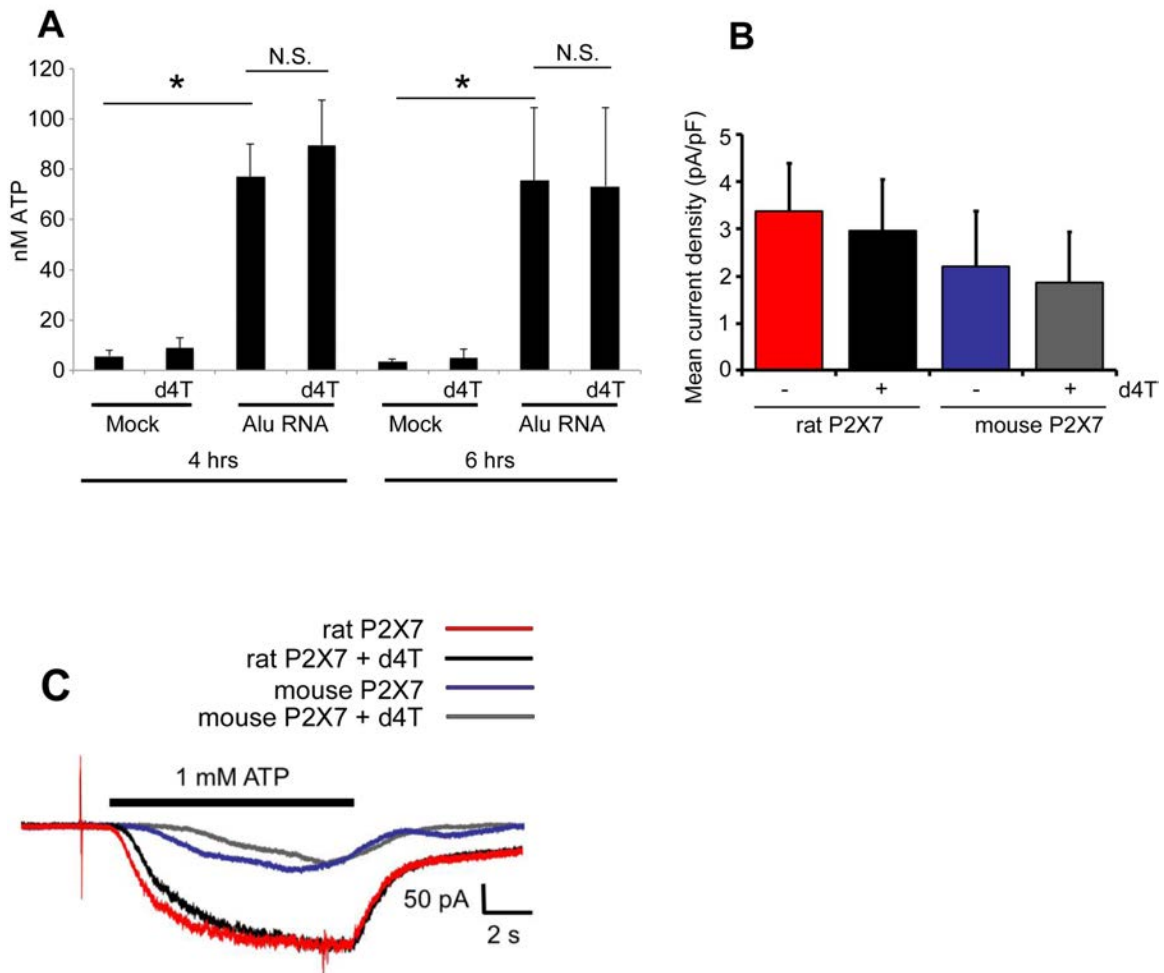 A
B
N.S.
N.S.
*
*
120
100
80
60
40
20
0
nM ATP
d4T
d4T
d4T
d4T
Mock
Alu RNA
Mock
Alu RNA
4 hrs
6 hrs
Mean current density (pA/pF)
5
4
3
2
1
0
-
+
-
+
d4T
rat P2X7
mouse P2X7
C
rat P2X7
rat P2X7 + d4T
mouse P2X7
mouse P2X7 + d4T
1 mM ATP
50 pA
2 s